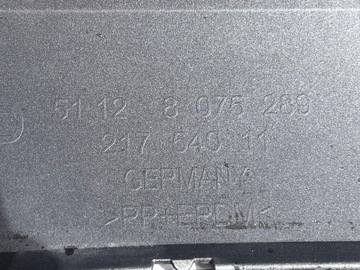 51.12 8 075 289
217 540 11
GERMANY
>PP+EPDM<